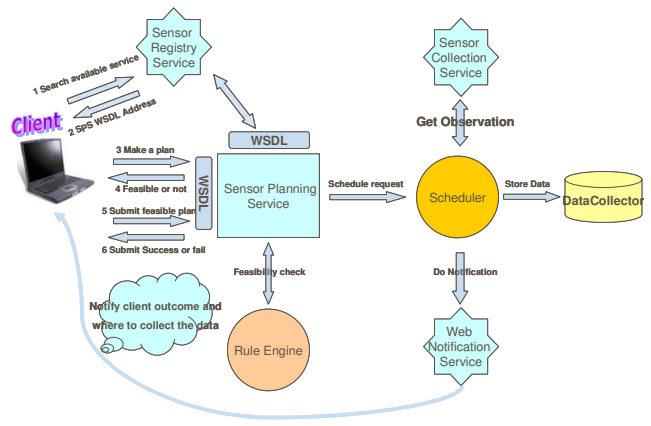 Sensor
Registry
Service
Sensor
Collection
Service
1 Search available service
2 SPS WSDL Address
Client
Get Observation
WSDL
3 Make a plan
4 Feasible or not
WSDL
Sensor Planning
Service
Schedule request
Scheduler
Store Data
DataCollector
5 Submit feasible plan
6 Submit Success or fail
Feasibility check
Do Notification
Notify client outcome and
where to collect the data
Rule Engine
Web
Notification
Service